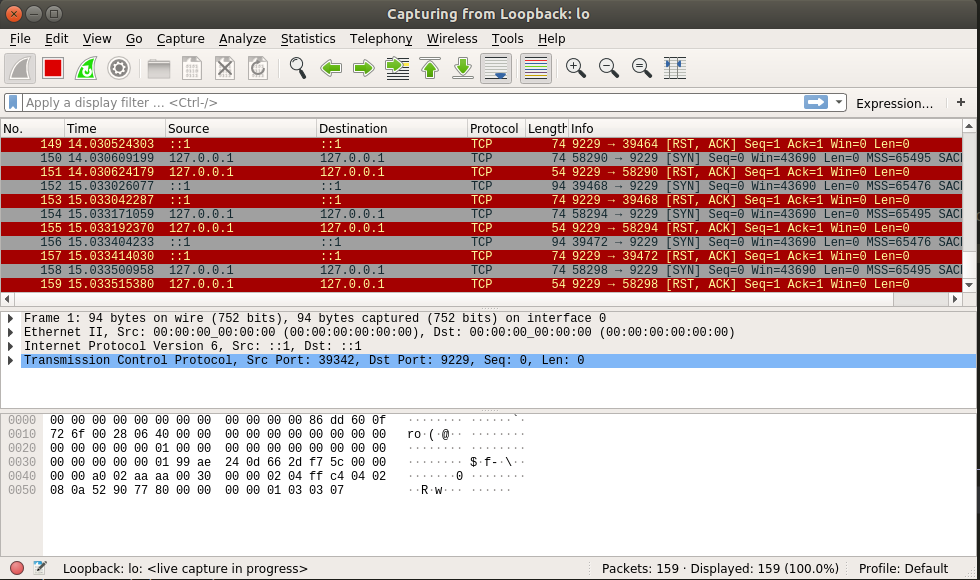 Capturing from Loopback: lo
File Edit View Go Capture Analyze Statistics Telephony Wireless Tools Help
Apply a display filter ... <Ctrl-/> Expression... +
No. Time Source Destination Protocol Length Info
149 14.030524303 ::1 ::1 TCP 74 9229 → 39464 [RST, ACK] Seq=1 Ack=1 Win=0 Len=0
150 14.030609199 127.0.0.1 127.0.0.1 TCP 74 58290 → 9229 [SYN] Seq=0 Win=43690 Len=0 MSS=65495 SACK
151 14.030624179 127.0.0.1 127.0.0.1 TCP 54 9229 → 58290 [RST, ACK] Seq=1 Ack=1 Win=0 Len=0
152 15.033026077 ::1 ::1 TCP 94 39468 → 9229 [SYN] Seq=0 Win=43690 Len=0 MSS=65476 SACK
153 15.033042287 ::1 ::1 TCP 74 9229 → 39468 [RST, ACK] Seq=1 Ack=1 Win=0 Len=0
154 15.033171059 127.0.0.1 127.0.0.1 TCP 74 58294 → 9229 [SYN] Seq=0 Win=43690 Len=0 MSS=65495 SACK
155 15.033192370 127.0.0.1 127.0.0.1 TCP 54 9229 → 58294 [RST, ACK] Seq=1 Ack=1 Win=0 Len=0
156 15.033404233 ::1 ::1 TCP 94 39472 → 9229 [SYN] Seq=0 Win=43690 Len=0 MSS=65476 SACK
157 15.033414030 ::1 ::1 TCP 74 9229 → 39472 [RST, ACK] Seq=1 Ack=1 Win=0 Len=0
158 15.033500958 127.0.0.1 127.0.0.1 TCP 74 58298 → 9229 [SYN] Seq=0 Win=43690 Len=0 MSS=65495 SACK
159 15.033515380 127.0.0.1 127.0.0.1 TCP 54 9229 → 58298 [RST, ACK] Seq=1 Ack=1 Win=0 Len=0
Frame 1: 94 bytes on wire (752 bits), 94 bytes captured (752 bits) on interface 0
Ethernet II, Src: 00:00:00_00:00:00 (00:00:00:00:00:00), Dst: 00:00:00_00:00:00 (00:00:00:00:00:00)
Internet Protocol Version 6, Src: ::1, Dst: ::1
Transmission Control Protocol, Src Port: 39342, Dst Port: 9229, Seq: 0, Len: 0
0000 00 00 00 00 00 00 00 00 00 00 00 00 86 dd 60 0f ········ ······`·
0010 72 6f 00 28 06 40 00 00 00 00 00 00 00 00 00 00 ro·(·@·· ········
0020 00 00 00 00 00 01 00 00 00 00 00 00 00 00 00 00 ········ ········
0030 00 00 00 00 00 01 99 ae 24 0d 66 2d f7 5c 00 00 ········ $·f-·\··
0040 00 00 a0 02 aa aa 00 30 00 00 02 04 ff c4 04 02 ·······0 ········
0050 08 0a 52 90 77 80 00 00 00 00 01 03 03 07 ··R·w··· ······
Loopback: lo: <live capture in progress> Packets: 159 · Displayed: 159 (100.0%) Profile: Default